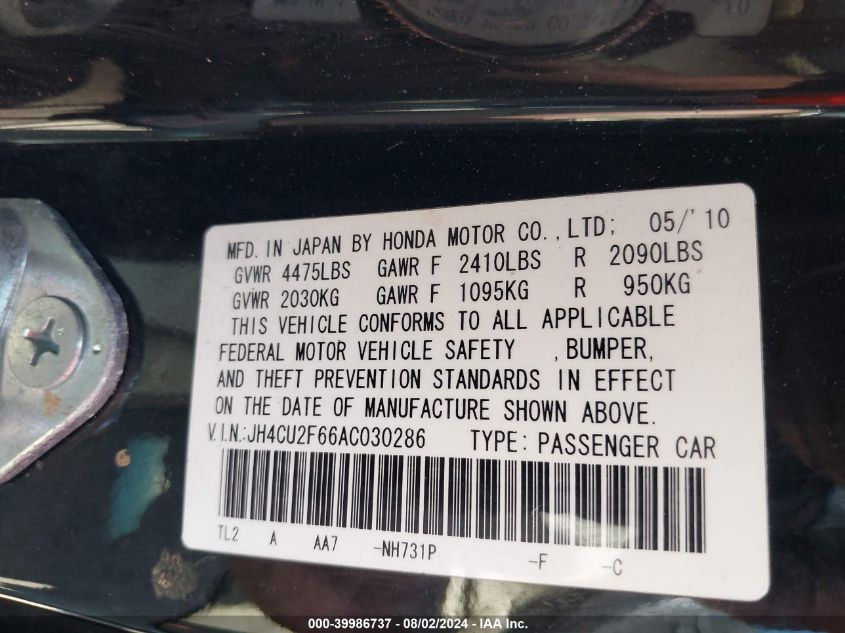 10
MFD. IN JAPAN BY HONDA MOTOR CO.,LTD; 05/'10
GVWR 4475LBS GAWR F 2410LBS R 2090LBS
GVWR 2030KG GAWR F 1095KG R 950KG
THIS VEHICLE CONFORMS TO ALL APPLICABLE
FEDERAL MOTOR VEHICLE SAFETY , BUMPER,
AND THEFT PREVENTION STANDARDS IN EFFECT
ON THE DATE OF MANUFACTURE SHOWN ABOVE.
V.I.N.:JH4CU2F66AC030286 TYPE: PASSENGER CAR
TL2 A AA7 -NH731P -F -C
000-39986737 - 08/02/2024 - IAA Inc.